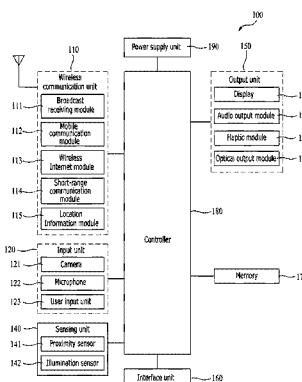 100
110
Wireless
communication unit
111
Broadcast
receiving module
112
Mobile
communication
module
113
Wireless
Internet module
114
Short-range
communication
module
115
Location
Information module
120
Input unit
121
Camera
122
Microphone
123
User input unit
140
Sensing unit
141
Proximity sensor
142
Illumination sensor
Power supply unit
190
Controller
180
Interface unit
160
150
Output unit
Display
Audio output module
Haptic module
Optical output module
Memory